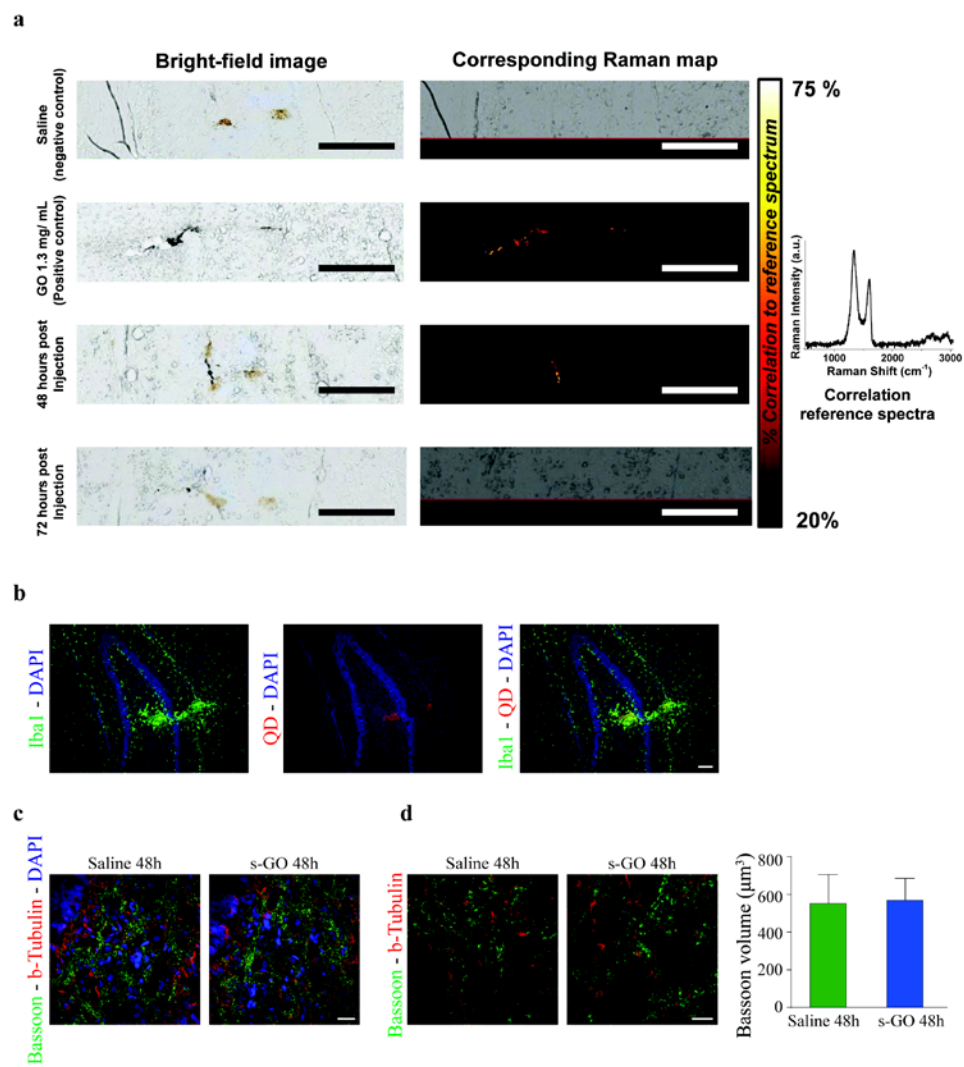 a
Bright-field image
Corresponding Raman map
Saline
(negative control)
GO 1.3 mg/ mL
(Positive control)
48 hours post
Injection
72 hours post
Injection
75 %
% Correlation to reference spectrum
20%
Raman Intensity (a.u.)
1000 2000 3000
Raman Shift (cm-1)
Correlation
reference spectra
b
Iba1 - DAPI
QD - DAPI
Iba1 - QD - DAPI
c
Bassoon - b-Tubulin - DAPI
Saline 48h
s-GO 48h
d
Bassoon - b-Tubulin
Saline 48h
s-GO 48h
Bassoon volume (µm³)
800
600
400
200
0
Saline 48h
s-GO 48h